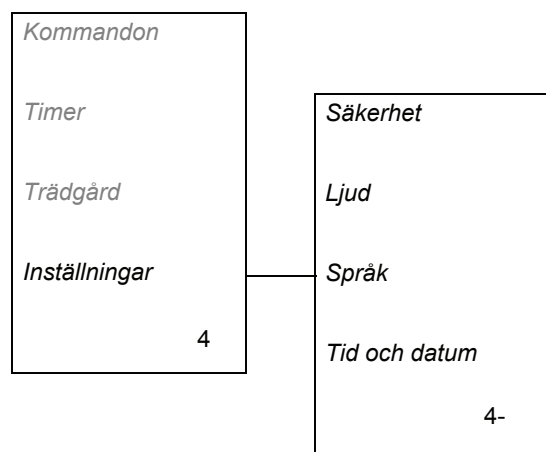 Kommandon
Timer
Trädgård
Inställningar
4
Säkerhet
Ljud
Språk
Tid och datum
4-